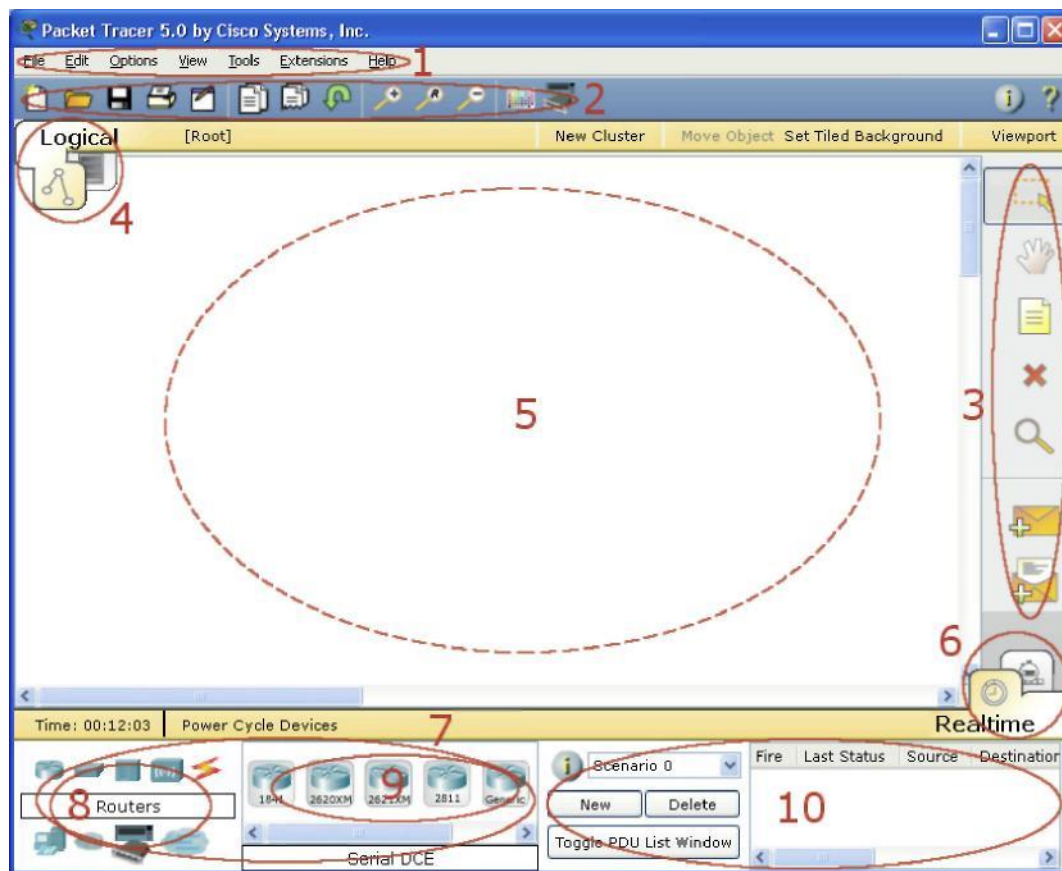 Packet Tracer 5.0 by Cisco Systems, Inc.
File Edit Options View Tools Extensions Help 1
2
Logical [Root] New Cluster Move Object Set Tiled Background Viewport
4
3
5
6
7
Time: 00:12:03 Power Cycle Devices Realtime
8 Routers
1841 2620XM 2621XM 2811 Generic
9
Serial DCE
Scenario 0
New Delete
Toggle PDU List Window
Fire Last Status Source Destination
10